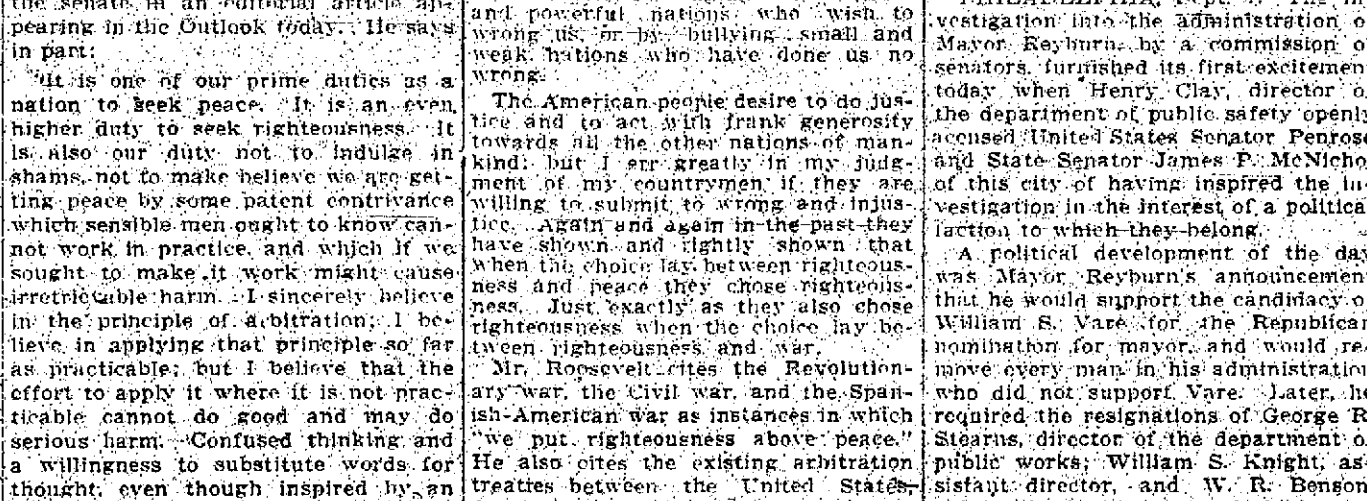 the senate in an editorial article ap-
pearing in the Outlook today. He says
in part:
"It is one of our prime duties as a
nation to seek peace. It is an even
higher duty to seek righteousness. It
is also our duty not to indulge in
shams, not to make believe we are get-
ting peace by some patent contrivance
which sensible men ought to know can-
not work in practice, and which if we
sought to make it work might cause
irretrievable harm. I sincerely believe
in the principle of arbitration; I be-
lieve in applying that principle so far
as practicable; but I believe that the
effort to apply it where it is not prac-
ticable cannot do good and may do
serious harm. Confused thinking and
a willingness to substitute words for
thought, even though inspired by an
and powerful nations who wish to
wrong us, or by bullying small and
weak nations who have done us no
wrong.
The American people desire to do jus-
tice and to act with frank generosity
towards all the other nations of man-
kind; but I err greatly in my judg-
ment of my countrymen if they are
willing to submit to wrong and injus-
tice. Again and again in the past they
have shown and rightly shown that
when the choice lay between righteous-
ness and peace they chose righteous-
ness. Just exactly as they also chose
righteousness when the choice lay be-
tween righteousness and war.
Mr. Roosevelt cites the Revolution-
ary war, the Civil war, and the Span-
ish-American war as instances in which
"we put righteousness above peace."
He also cites the existing arbitration
treaties between the United States,
PHILADELPHIA, Sept. The in-
vestigation into the administration o
Mayor Reyburn by a commission o
senators, furnished its first excitemen
today when Henry Clay, director o
the department of public safety openly
accused United States Senator Penros
and State Senator James P. McNicho
of this city of having inspired the in-
vestigation in the interest of a politica
faction to which they belong.
A political development of the day
was Mayor Reyburn's announcemen
that he would support the candidacy o
William S. Vare for the Republican
nomination for mayor, and would re-
move every man in his administration
who did not support Vare. Later, he
required the resignations of George R
Stearns, director of the department o
public works; William S. Knight, as-
sistant director, and W. R. Benson